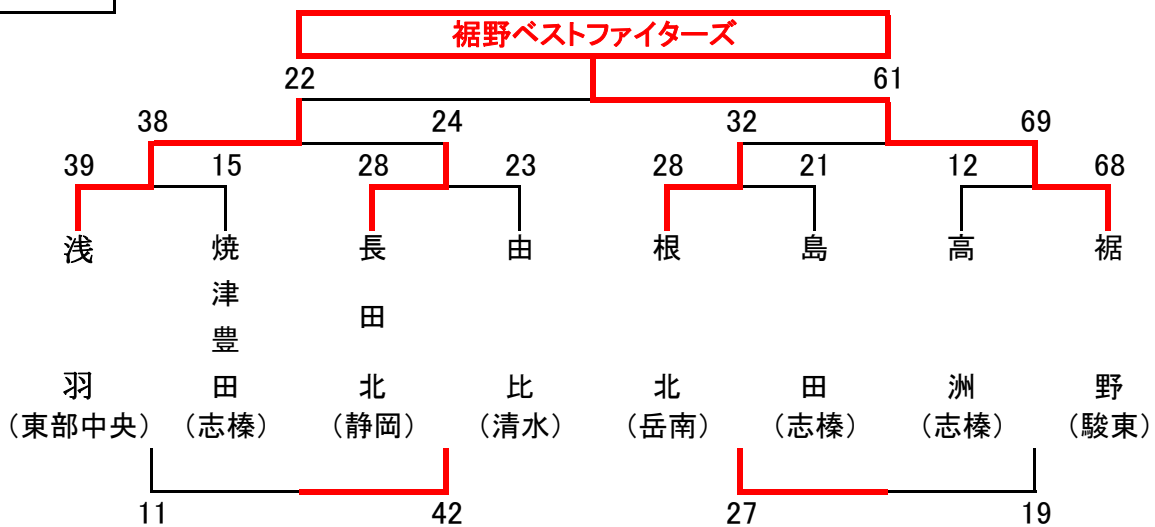 裾野ベストファイターズ
22 61
38 24 32 69
39 15 28 23 28 21 12 68
浅羽 焼津豊田 長田北 由比 根北 島田 高洲 裾野
（東部中央） （志榛） （静岡） （清水） （岳南） （志榛） （志榛） （駿東）
11 42 27 19